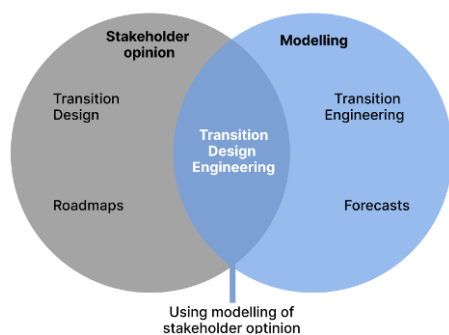 Stakeholder
opinion
Modelling
Transition
Design
Transition
Engineering
Transition
Design
Engineering
Roadmaps
Forecasts
Using modelling of
stakeholder optinion